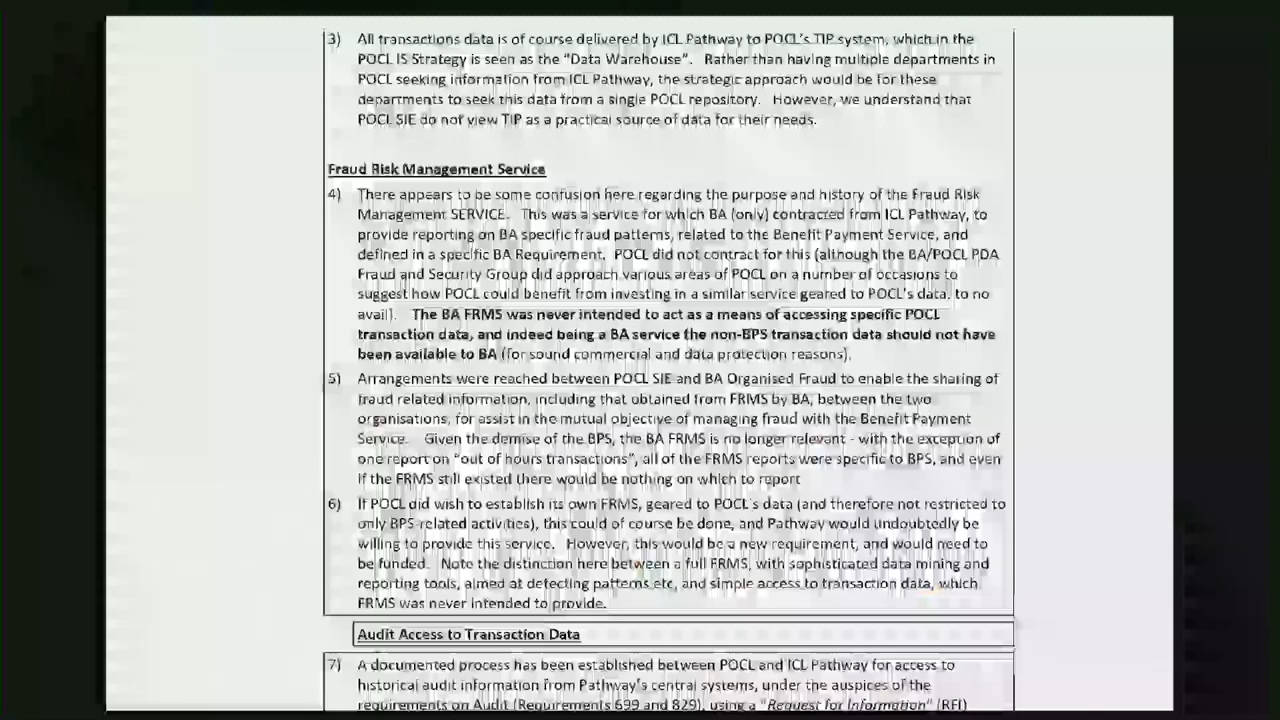 3) All transactions data is of course delivered by ICL Pathway to POCL's TIP system, which in the
POCL IS Strategy is seen as the "Data Warehouse". Rather than having multiple departments in
POCL seeking information from ICL Pathway, the strategic approach would be for these
departments to seek this data from a single POCL repository. However, we understand that
POCL SIE do not view TIP as a practical source of data for their needs.
Fraud Risk Management Service
4) There appears to be some confusion here regarding the purpose and history of the Fraud Risk
Management SERVICE. This was a service for which BA (only) contracted from ICL Pathway, to
provide reporting on BA specific fraud patterns, related to the Benefit Payment Service, and
defined in a specific BA Requirement. POCL did not contract for this (although the BA/POCL PDA
Fraud and Security Group did approach various areas of POCL on a number of occasions to
suggest how POCL could benefit from investing in a similar service geared to POCL's data, to no
avail). The BA FRMS was never intended to act as a means of accessing specific POCL
transaction data, and indeed being a BA service the non-BPS transaction data should not have
been available to BA (for sound commercial and data protection reasons).
5) Arrangements were reached between POCL SIE and BA Organised Fraud to enable the sharing of
fraud related information, including that obtained from FRMS by BA, between the two
organisations, for assist in the mutual objective of managing fraud with the Benefit Payment
Service. Given the demise of the BPS, the BA FRMS is no longer relevant - with the exception of
one report on "out of hours transactions", all of the FRMS reports were specific to BPS, and even
if the FRMS still existed there would be nothing on which to report
6) If POCL did wish to establish its own FRMS, geared to POCL's data (and therefore not restricted to
only BPS-related activities), this could of course be done, and Pathway would undoubtedly be
willing to provide this service. However, this would be a new requirement, and would need to
be funded. Note the distinction here between a full FRMS, with sophisticated data mining and
reporting tools, aimed at detecting patterns etc, and simple access to transaction data, which
FRMS was never intended to provide.
Audit Access to Transaction Data
7) A documented process has been established between POCL and ICL Pathway for access to
historical audit information from Pathway's central systems, under the auspices of the
requirements on Audit (Requirements 699 and 829), using a "Request for Information" (RFI)